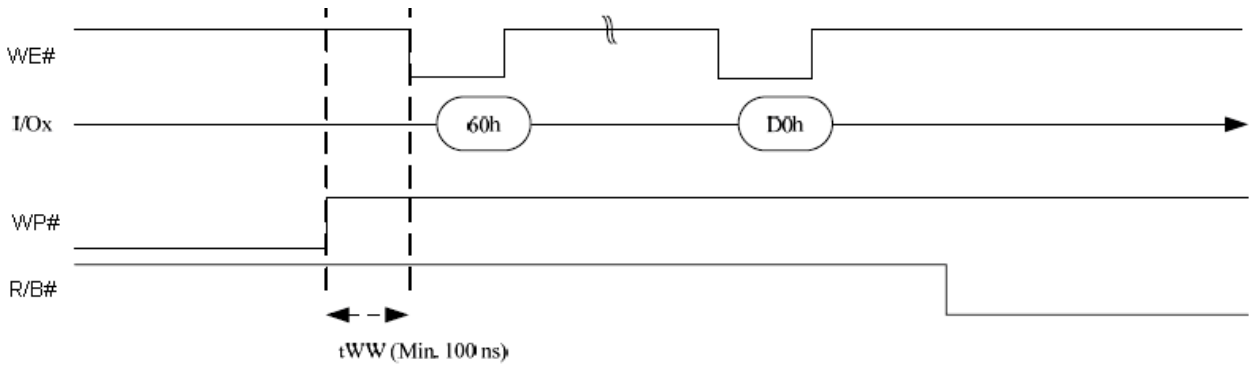 WE#
I/Ox 60h D0h
WP#
R/B#
tWW (Min. 100 ns)